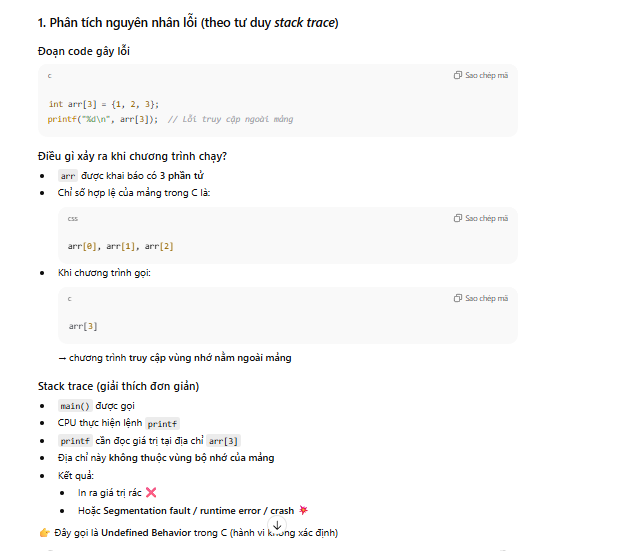 1. Phân tích nguyên nhân lỗi (theo tư duy stack trace)
Đoạn code gây lỗi
c
Sao chép mã
int arr[3] = {1, 2, 3};
printf("%d\n", arr[3]);  // Lỗi truy cập ngoài mảng
Điều gì xảy ra khi chương trình chạy?
arr được khai báo có 3 phần tử
Chỉ số hợp lệ của mảng trong C là:
css
Sao chép mã
arr[0], arr[1], arr[2]
Khi chương trình gọi:
c
Sao chép mã
arr[3]
→ chương trình truy cập vùng nhớ nằm ngoài mảng
Stack trace (giải thích đơn giản)
main() được gọi
CPU thực hiện lệnh printf
printf cần đọc giá trị tại địa chỉ arr[3]
Địa chỉ này không thuộc vùng bộ nhớ của mảng
Kết quả:
In ra giá trị rác ❌
Hoặc Segmentation fault / runtime error / crash 💥
👉 Đây gọi là Undefined Behavior trong C (hành vi không xác định)